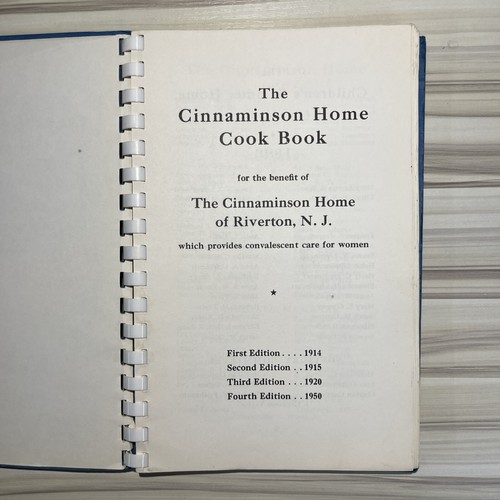 The
Cinnaminson Home
Cook Book
for the benefit of
The Cinnaminson Home
of Riverton, N. J.
which provides convalescent care for women
★
First Edition . . . . 1914
Second Edition . . 1915
Third Edition . . . 1920
Fourth Edition . . 1950